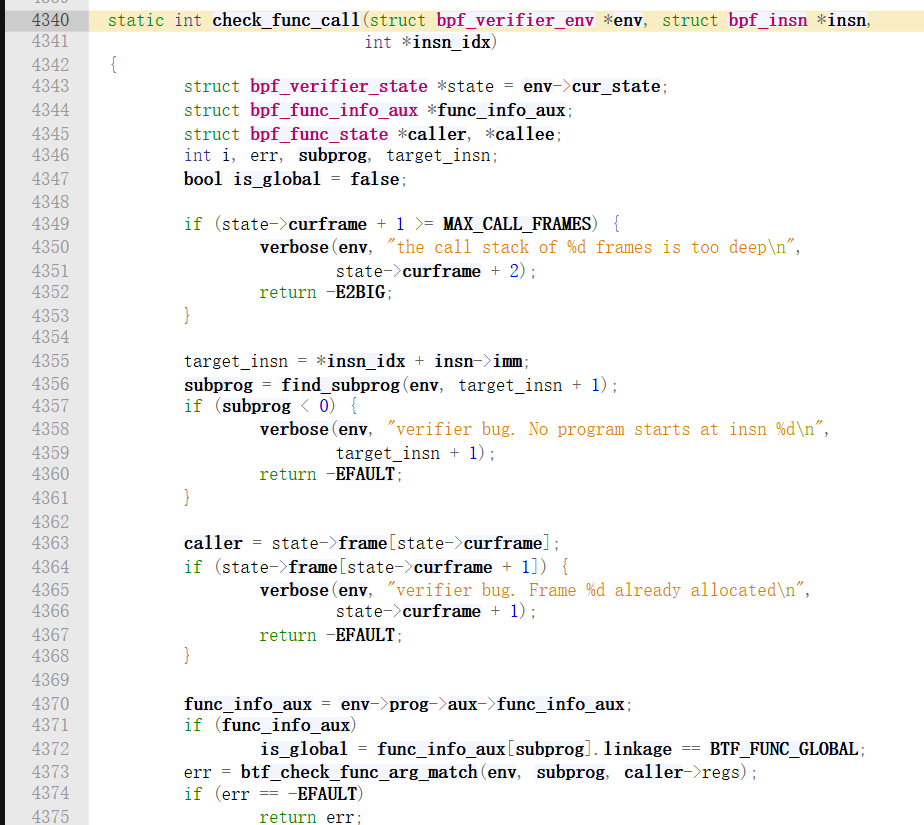 4340 static int check_func_call(struct bpf_verifier_env *env, struct bpf_insn *insn,
4341 int *insn_idx)
4342 {
4343 struct bpf_verifier_state *state = env->cur_state;
4344 struct bpf_func_info_aux *func_info_aux;
4345 struct bpf_func_state *caller, *callee;
4346 int i, err, subprog, target_insn;
4347 bool is_global = false;
4348
4349 if (state->curframe + 1 >= MAX_CALL_FRAMES) {
4350 verbose(env, "the call stack of %d frames is too deep\n",
4351 state->curframe + 2);
4352 return -E2BIG;
4353 }
4354
4355 target_insn = *insn_idx + insn->imm;
4356 subprog = find_subprog(env, target_insn + 1);
4357 if (subprog < 0) {
4358 verbose(env, "verifier bug. No program starts at insn %d\n",
4359 target_insn + 1);
4360 return -EFAULT;
4361 }
4362
4363 caller = state->frame[state->curframe];
4364 if (state->frame[state->curframe + 1]) {
4365 verbose(env, "verifier bug. Frame %d already allocated\n",
4366 state->curframe + 1);
4367 return -EFAULT;
4368 }
4369
4370 func_info_aux = env->prog->aux->func_info_aux;
4371 if (func_info_aux)
4372 is_global = func_info_aux[subprog].linkage == BTF_FUNC_GLOBAL;
4373 err = btf_check_func_arg_match(env, subprog, caller->regs);
4374 if (err == -EFAULT)
4375 return err;